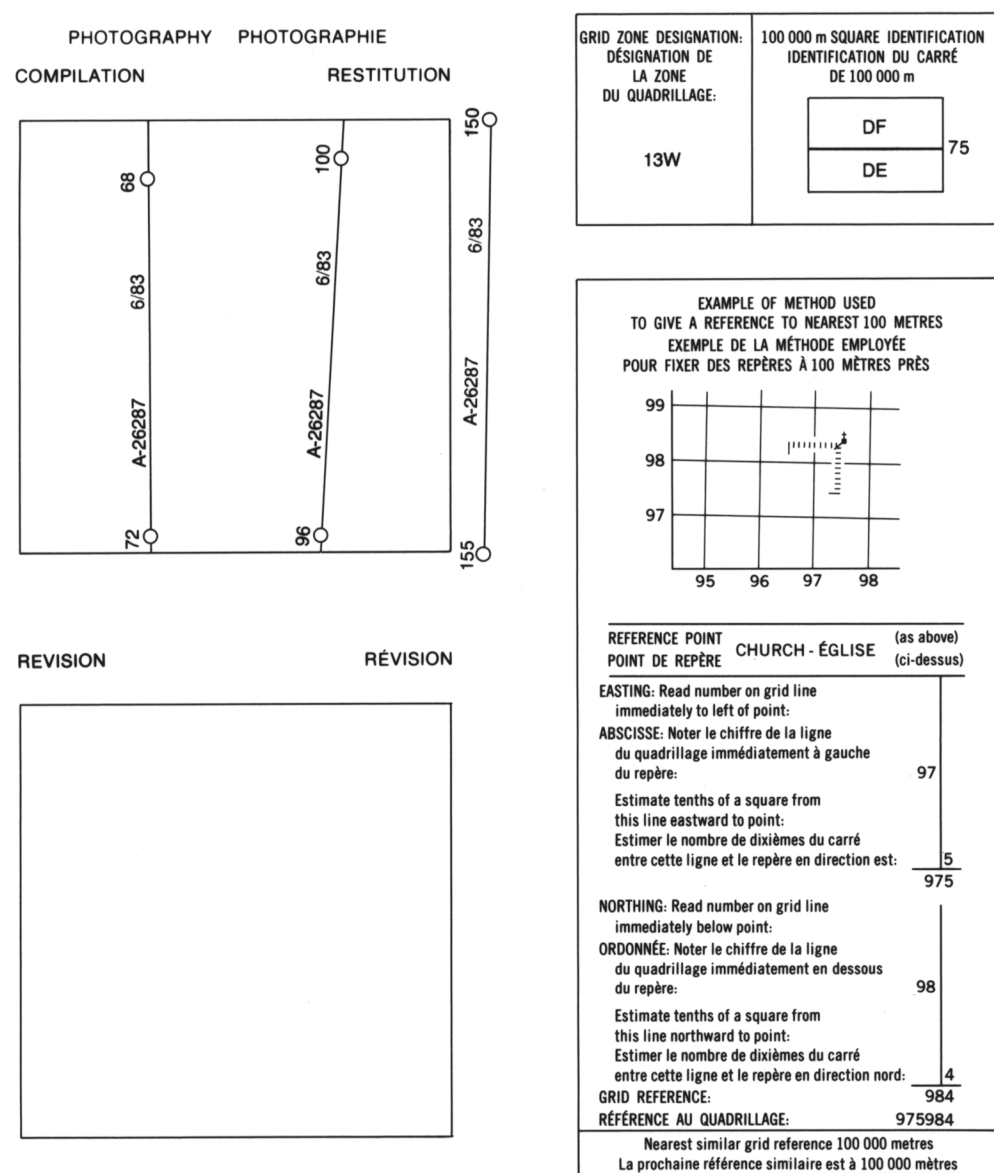 PHOTOGRAPHY PHOTOGRAPHIE
COMPILATION RESTITUTION
68
6/83
A-26287
72
100
6/83
A-26287
96
150
6/83
A-26287
155
REVISION RÉVISION
GRID ZONE DESIGNATION:
DÉSIGNATION DE
LA ZONE
DU QUADRILLAGE:
13W
100 000 m SQUARE IDENTIFICATION
IDENTIFICATION DU CARRÉ
DE 100 000 m
DF
75
DE
EXAMPLE OF METHOD USED
TO GIVE A REFERENCE TO NEAREST 100 METRES
EXEMPLE DE LA MÉTHODE EMPLOYÉE
POUR FIXER DES REPÈRES À 100 MÈTRES PRÈS
99
98
97
95 96 97 98
REFERENCE POINT
POINT DE REPÈRE
CHURCH - ÉGLISE
(as above)
(ci-dessus)
EASTING: Read number on grid line
immediately to left of point:
ABSCISSE: Noter le chiffre de la ligne
du quadrillage immédiatement à gauche
du repère: 97
Estimate tenths of a square from
this line eastward to point:
Estimer le nombre de dixièmes du carré
entre cette ligne et le repère en direction est: 5
975
NORTHING: Read number on grid line
immediately below point:
ORDONNÉE: Noter le chiffre de la ligne
du quadrillage immédiatement en dessous
du repère: 98
Estimate tenths of a square from
this line northward to point:
Estimer le nombre de dixièmes du carré
entre cette ligne et le repère en direction nord: 4
GRID REFERENCE: 984
RÉFÉRENCE AU QUADRILLAGE: 975984
Nearest similar grid reference 100 000 metres
La prochaine référence similaire est à 100 000 mètres